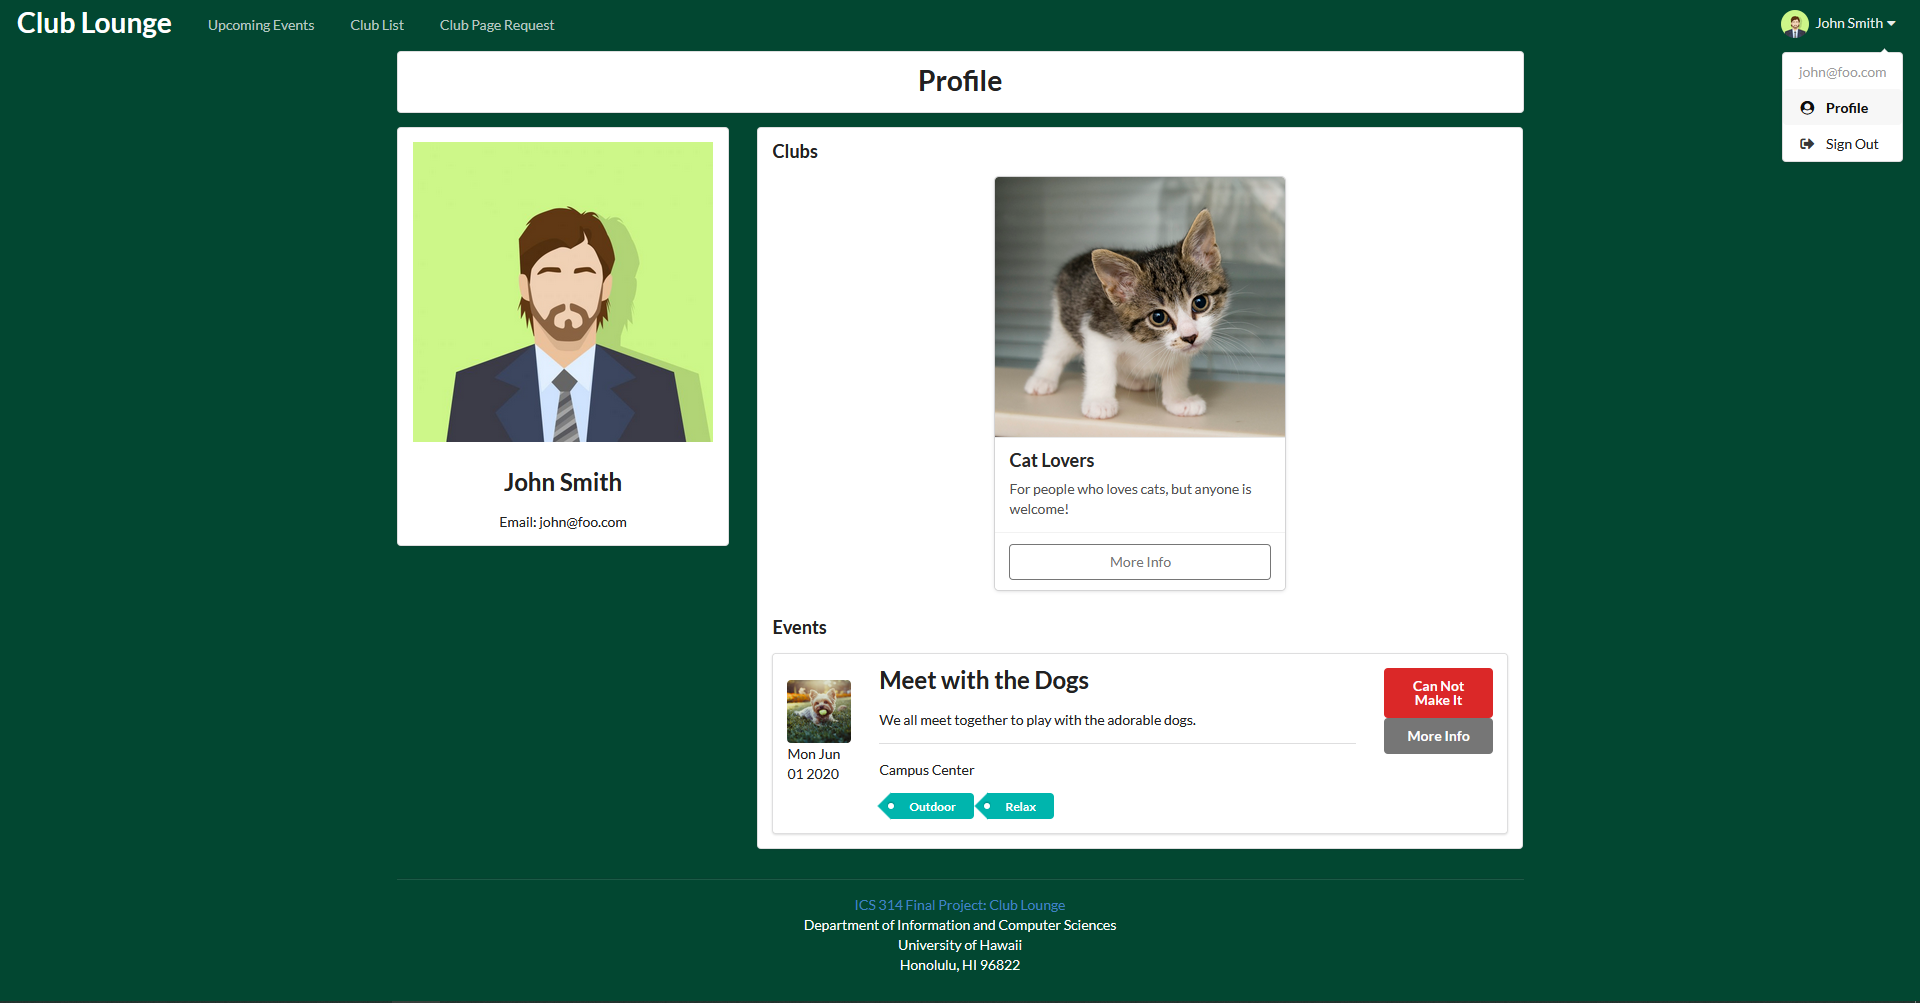 Club Lounge
Upcoming Events
Club List
Club Page Request
John Smith
john@foo.com
Profile
Sign Out
Profile
John Smith
Email: john@foo.com
Clubs
Cat Lovers
For people who loves cats, but anyone is
welcome!
More Info
Events
Mon Jun
01 2020
Meet with the Dogs
We all meet together to play with the adorable dogs.
Campus Center
Outdoor
Relax
Can Not
Make It
More Info
ICS 314 Final Project: Club Lounge
Department of Information and Computer Sciences
University of Hawaii
Honolulu, HI 96822